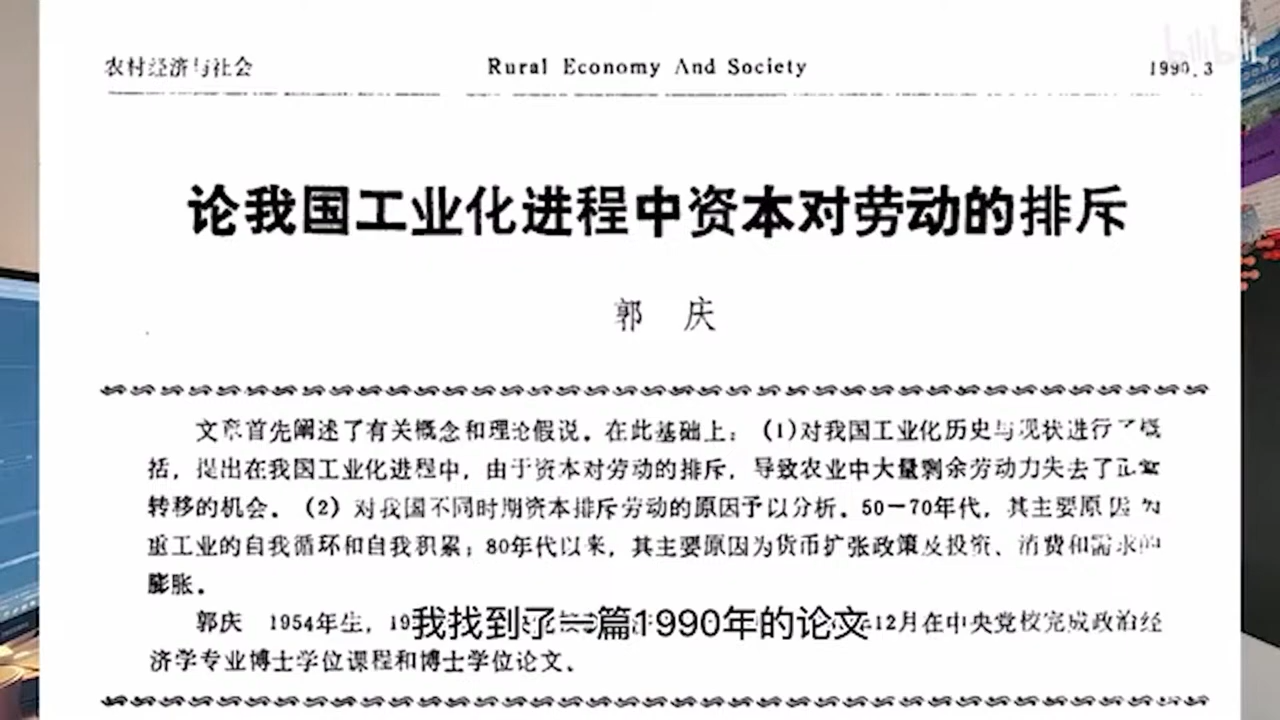 bilibili
农村经济与社会 Rural Economy And Society 1990.3
论我国工业化进程中资本对劳动的排斥
郭 庆
文章首先阐述了有关概念和理论假说。在此基础上：(1)对我国工业化历史与现状进行了概
括，提出在我国工业化进程中，由于资本对劳动的排斥，导致农业中大量剩余劳动力失去了正常
转移的机会。(2)对我国不同时期资本排斥劳动的原因予以分析。50—70年代，其主要原因为
重工业的自我循环和自我积累；80年代以来，其主要原因为货币扩张政策及投资、消费和需求的
膨胀。
郭庆 1954年生，19 12月在中央党校完成政治经
我找到了一篇1990年的论文
济学专业博士学位课程和博士学位论文、